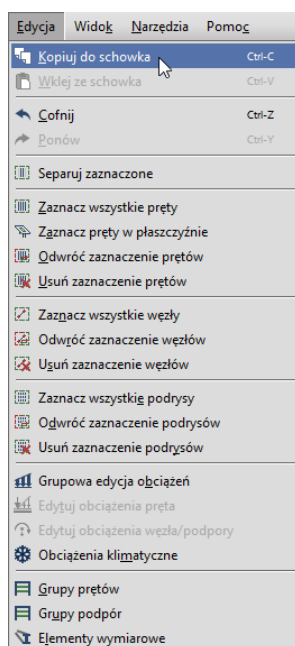 Edycja Widok Narzędzia Pomoc
Kopiuj do schowka Ctrl-C
Wklej ze schowka Ctrl-V
Cofnij Ctrl-Z
Ponów Ctrl-Y
Separuj zaznaczone
Zaznacz wszystkie pręty
Zaznacz pręty w płaszczyźnie
Odwróć zaznaczenie prętów
Usuń zaznaczenie prętów
Zaznacz wszystkie węzły
Odwróć zaznaczenie węzłów
Usuń zaznaczenie węzłów
Zaznacz wszystkie podrysy
Odwróć zaznaczenie podrysów
Usuń zaznaczenie podrysów
Grupowa edycja obciążeń
Edytuj obciążenia pręta
Edytuj obciążenia węzła/podpory
Obciążenia klimatyczne
Grupy prętów
Grupy podpór
Elementy wymiarowe